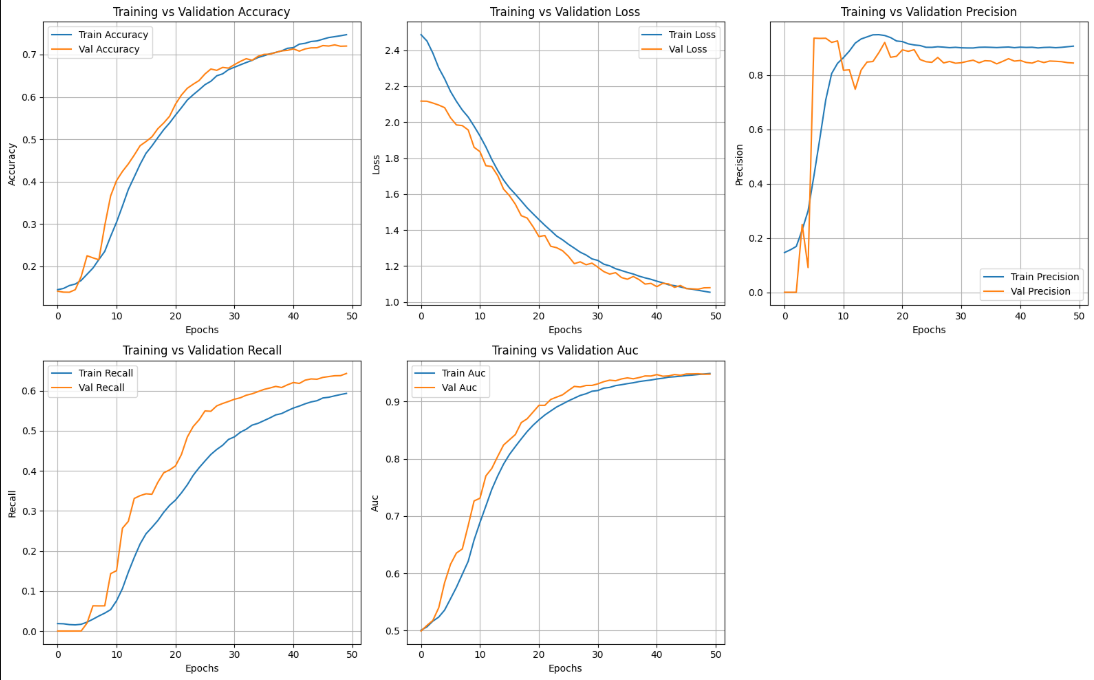 Training vs Validation Accuracy
Train Accuracy
Val Accuracy
0.7
0.6
0.5
0.4
0.3
0.2
Accuracy
0 10 20 30 40 50
Epochs
Training vs Validation Loss
Train Loss
Val Loss
2.4
2.2
2.0
1.8
1.6
1.4
1.2
1.0
Loss
0 10 20 30 40 50
Epochs
Training vs Validation Precision
0.8
0.6
0.4
0.2
0.0
Precision
Train Precision
Val Precision
0 10 20 30 40 50
Epochs
Training vs Validation Recall
Train Recall
Val Recall
0.6
0.5
0.4
0.3
0.2
0.1
0.0
Recall
0 10 20 30 40 50
Epochs
Training vs Validation Auc
Train Auc
Val Auc
0.9
0.8
0.7
0.6
0.5
Auc
0 10 20 30 40 50
Epochs